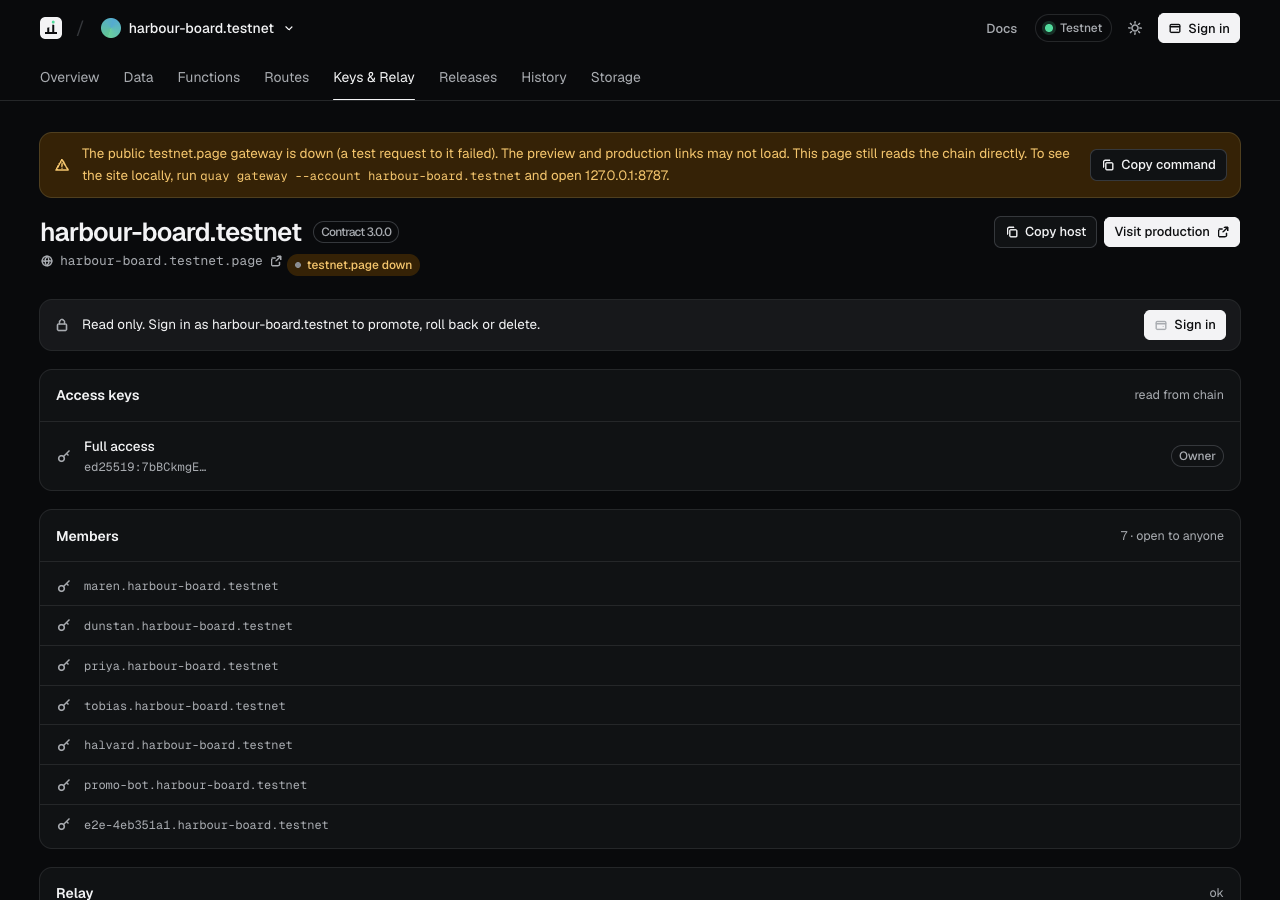 harbour-board.testnet
Docs
Testnet
Sign in
Overview
Data
Functions
Routes
Keys & Relay
Releases
History
Storage
The public testnet.page gateway is down (a test request to it failed). The preview and production links may not load. This page still reads the chain directly. To see
the site locally, run quay gateway --account harbour-board.testnet and open 127.0.0.1:8787.
Copy command
harbour-board.testnet
Contract 3.0.0
Copy host
Visit production
harbour-board.testnet.page
testnet.page down
Read only. Sign in as harbour-board.testnet to promote, roll back or delete.
Sign in
Access keys
read from chain
Full access
ed25519:7bBCkmgE…
Owner
Members
7 · open to anyone
maren.harbour-board.testnet
dunstan.harbour-board.testnet
priya.harbour-board.testnet
tobias.harbour-board.testnet
halvard.harbour-board.testnet
promo-bot.harbour-board.testnet
e2e-4eb351a1.harbour-board.testnet
Relay
ok